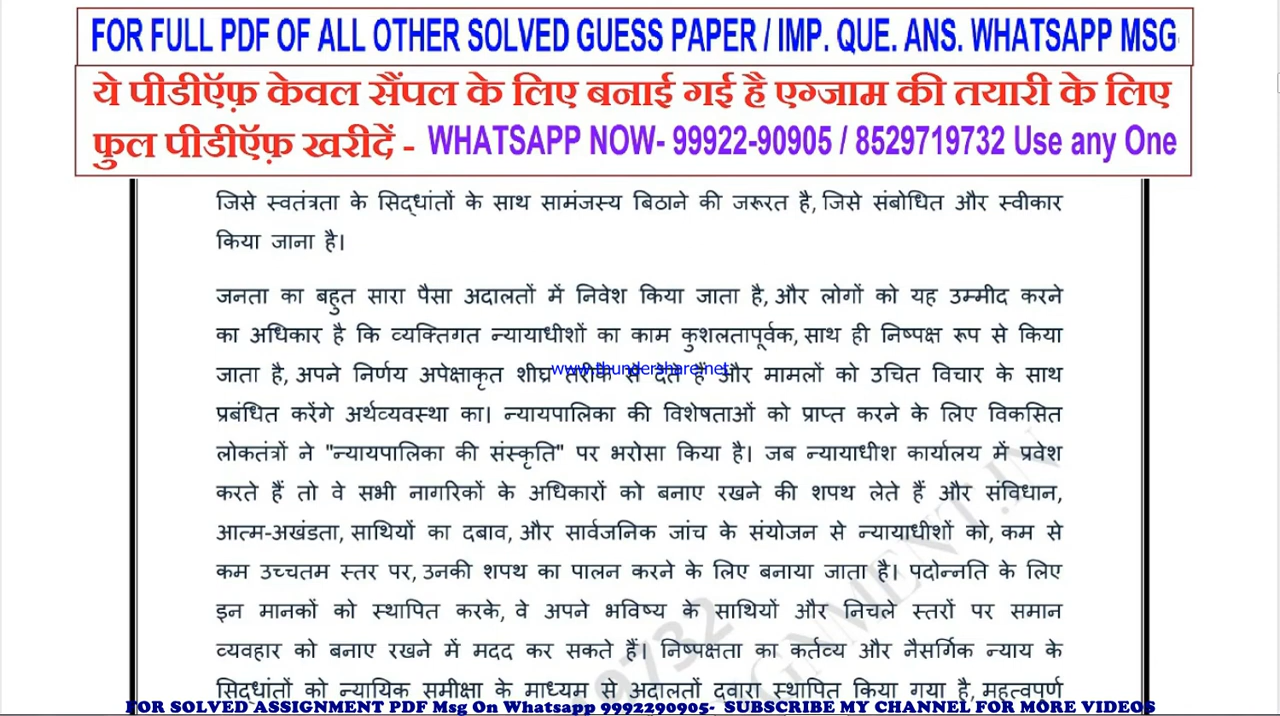 FOR FULL PDF OF ALL OTHER SOLVED GUESS PAPER / IMP. QUE. ANS. WHATSAPP MSG
ये पीडीऍफ़ केवल सैंपल के लिए बनाई गई है एग्जाम की तयारी के लिए
फुल पीडीऍफ़ खरीदें - WHATSAPP NOW- 99922-90905 / 8529719732 Use any One
जिसे स्वतंत्रता के सिद्धांतों के साथ सामंजस्य बिठाने की जरूरत है, जिसे संबोधित और स्वीकार
किया जाना है।
जनता का बहुत सारा पैसा अदालतों में निवेश किया जाता है, और लोगों को यह उम्मीद करने
का अधिकार है कि व्यक्तिगत न्यायाधीशों का काम कुशलतापूर्वक, साथ ही निष्पक्ष रूप से किया
जाता है, अपने निर्णय अपेक्षाकृत शीघ्र तरीके से देते हैं और मामलों को उचित विचार के साथ
www.thundershare.net
प्रबंधित करेंगे अर्थव्यवस्था का। न्यायपालिका की विशेषताओं को प्राप्त करने के लिए विकसित
लोकतंत्रों ने "न्यायपालिका की संस्कृति" पर भरोसा किया है। जब न्यायाधीश कार्यालय में प्रवेश
करते हैं तो वे सभी नागरिकों के अधिकारों को बनाए रखने की शपथ लेते हैं और संविधान,
आत्म-अखंडता, साथियों का दबाव, और सार्वजनिक जांच के संयोजन से न्यायाधीशों को, कम से
कम उच्चतम स्तर पर, उनकी शपथ का पालन करने के लिए बनाया जाता है। पदोन्नति के लिए
इन मानकों को स्थापित करके, वे अपने भविष्य के साथियों और निचले स्तरों पर समान
व्यवहार को बनाए रखने में मदद कर सकते हैं। निष्पक्षता का कर्तव्य और नैसर्गिक न्याय के
सिद्धांतों को न्यायिक समीक्षा के माध्यम से अदालतों द्वारा स्थापित किया गया है, महत्वपूर्ण
9732
GNMENT.IN
FOR SOLVED ASSIGNMENT PDF Msg On Whatsapp 9992290905- SUBSCRIBE MY CHANNEL FOR MORE VIDEOS